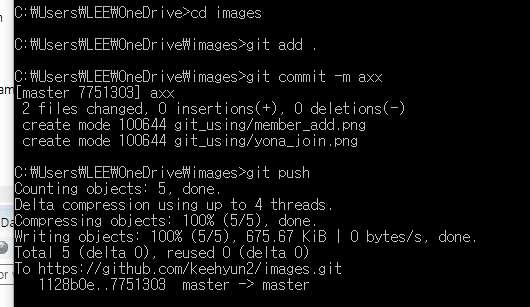 C:₩Users₩LEE₩OneDrive>cd images
C:₩Users₩LEE₩OneDrive₩images>git add .
C:₩Users₩LEE₩OneDrive₩images>git commit -m axx
[master 7751303] axx
 2 files changed, 0 insertions(+), 0 deletions(-)
 create mode 100644 git_using/member_add.png
 create mode 100644 git_using/yona_join.png
C:₩Users₩LEE₩OneDrive₩images>git push
Counting objects: 5, done.
Delta compression using up to 4 threads.
Compressing objects: 100% (5/5), done.
Writing objects: 100% (5/5), 675.67 KiB | 0 bytes/s, done.
Total 5 (delta 0), reused 0 (delta 0)
To https://github.com/keehyun2/images.git
   1128b0e..7751303  master -> master